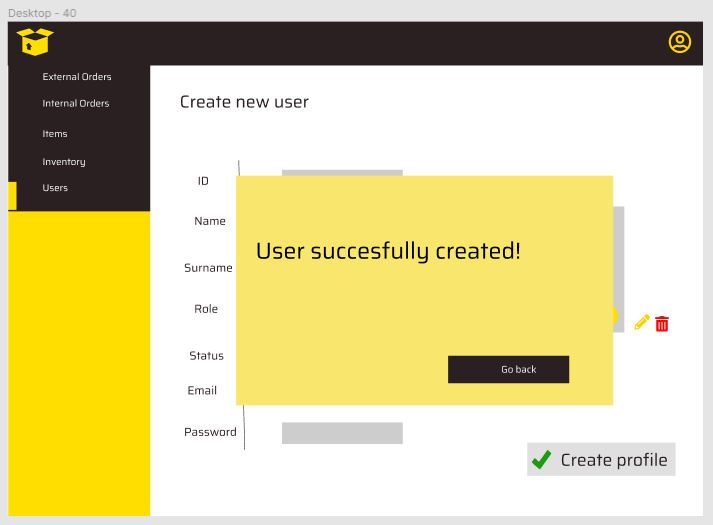 Desktop - 40
External Orders
Internal Orders
Items
Inventory
Users
Create new user
ID
Name
Surname
Role
Status
Email
Password
User succesfully created!
Go back
Create profile